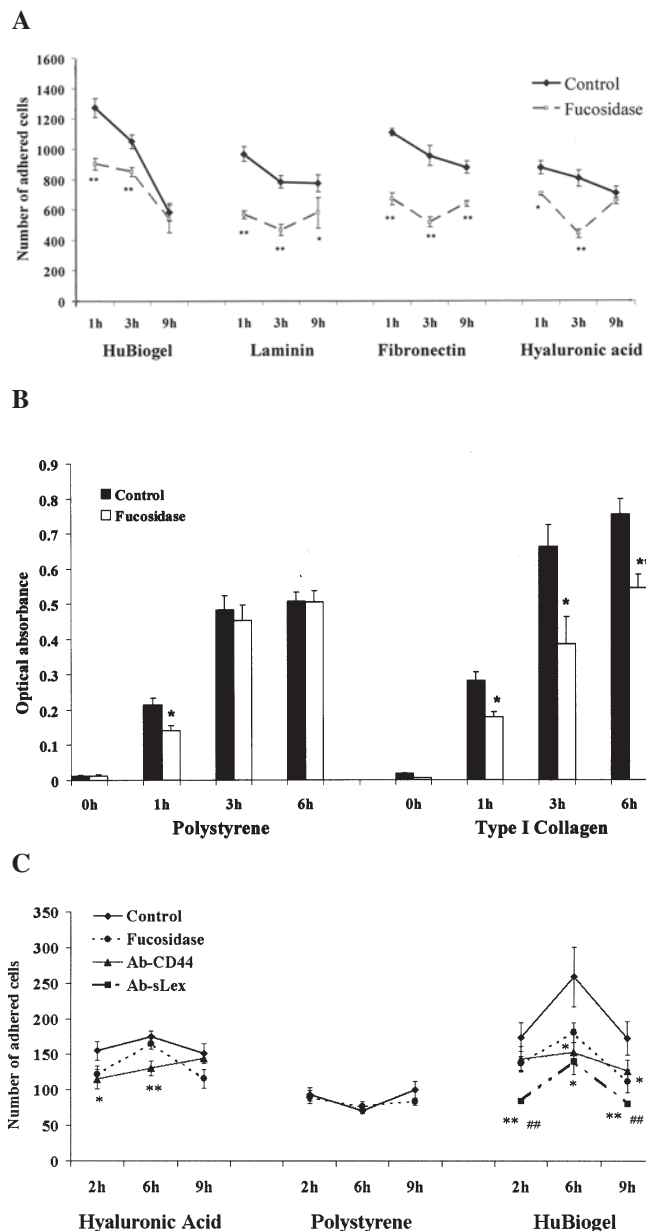 A
1600
1400
1200
1000
800
600
400
200
0
Number of adhered cells
Control
Fucosidase
** ** ** ** * ** ** ** * **
1h 3h 9h 1h 3h 9h 1h 3h 9h 1h 3h 9h
HuBiogel Laminin Fibronectin Hyaluronic acid
B
0.9
0.8
0.7
0.6
0.5
0.4
0.3
0.2
0.1
0
Optical absorbance
Control
Fucosidase
* * * **
0h 1h 3h 6h 0h 1h 3h 6h
Polystyrene Type I Collagen
C
350
300
250
200
150
100
50
0
Number of adhered cells
Control
Fucosidase
Ab-CD44
Ab-sLex
* ** * * *
** ## ** ##
2h 6h 9h 2h 6h 9h 2h 6h 9h
Hyaluronic Acid Polystyrene HuBiogel